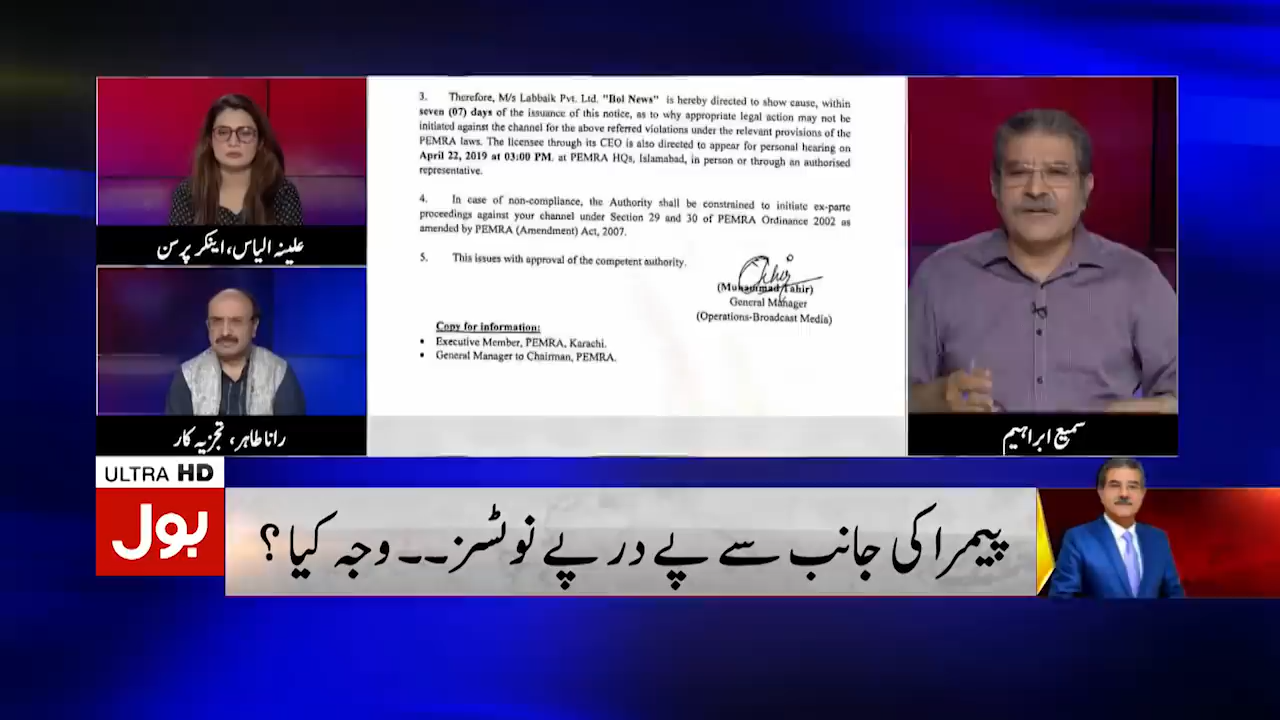 3. Therefore, M/s Labbaik Pvt. Ltd. "Bol News" is hereby directed to show cause, within
seven (07) days of the issuance of this notice, as to why appropriate legal action may not be
initiated against the channel for the above referred violations under the relevant provisions of the
PEMRA laws. The licensee through its CEO is also directed to appear for personal hearing on
April 22, 2019 at 03:00 PM. at PEMRA HQs, Islamabad, in person or through an authorised
representative.
4. In case of non-compliance, the Authority shall be constrained to initiate ex-parte
proceedings against your channel under Section 29 and 30 of PEMRA Ordinance 2002 as
amended by PEMRA (Amendment) Act, 2007.
5. This issues with approval of the competent authority.
(Muhammad Tahir)
General Manager
(Operations-Broadcast Media)
Copy for information:
• Executive Member, PEMRA, Karachi.
• General Manager to Chairman, PEMRA.
علینہ الیاس، اینکر پرسن
رانا طاہر، تجزیہ کار
سمیع ابراہیم
ULTRA HD
بول
پیمرا کی جانب سے پے در پے نوٹسز۔۔وجہ کیا؟